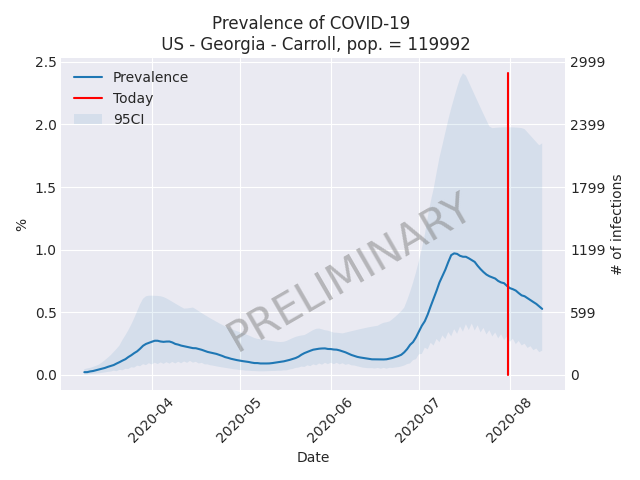 Prevalence of COVID-19
US - Georgia - Carroll, pop. = 119992
Prevalence
Today
95CI
2.5
2.0
1.5
1.0
0.5
0.0
%
2999
2399
1799
1199
599
0
# of infections
PRELIMINARY
2020-04
2020-05
2020-06
2020-07
2020-08
Date